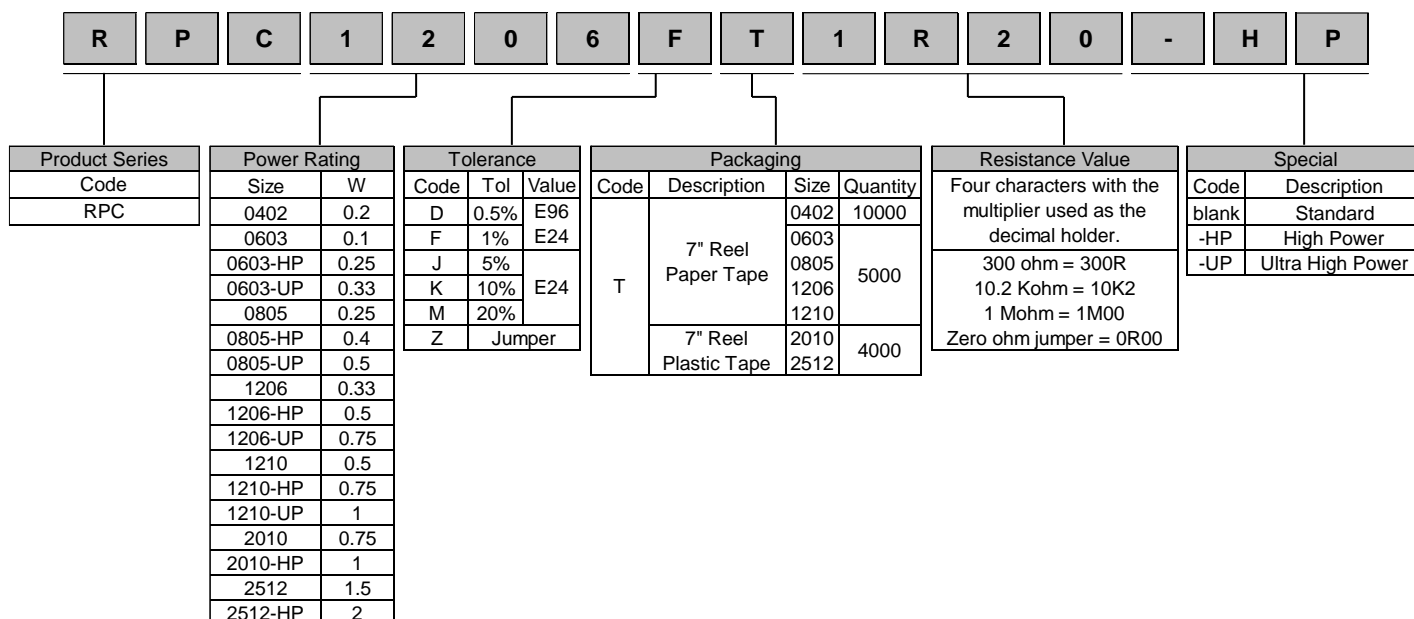 R P C 1 2 0 6 F T 1 R 2 0 - H P
Product Series
Code
RPC
Power Rating
Size W
0402 0.2
0603 0.1
0603-HP 0.25
0603-UP 0.33
0805 0.25
0805-HP 0.4
0805-UP 0.5
1206 0.33
1206-HP 0.5
1206-UP 0.75
1210 0.5
1210-HP 0.75
1210-UP 1
2010 0.75
2010-HP 1
2512 1.5
2512-HP 2
Tolerance
Code Tol Value
D 0.5% E96
F 1% E24
J 5%
K 10% E24
M 20%
Z Jumper
Packaging
Code Description Size Quantity
T
7" Reel
Paper Tape
0402 10000
0603
0805
1206
1210
5000
7" Reel
Plastic Tape
2010
2512
4000
Resistance Value
Four characters with the
multiplier used as the
decimal holder.
300 ohm = 300R
10.2 Kohm = 10K2
1 Mohm = 1M00
Zero ohm jumper = 0R00
Special
Code Description
blank Standard
-HP High Power
-UP Ultra High Power